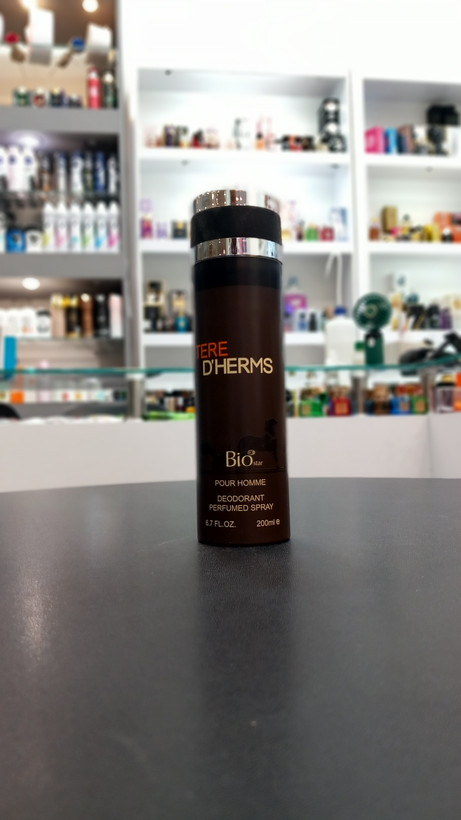 TERE
D'HERMS
Bio star
POUR HOMME
DEODORANT
PERFUMED SPRAY
6.7 FL.OZ. 200ml e